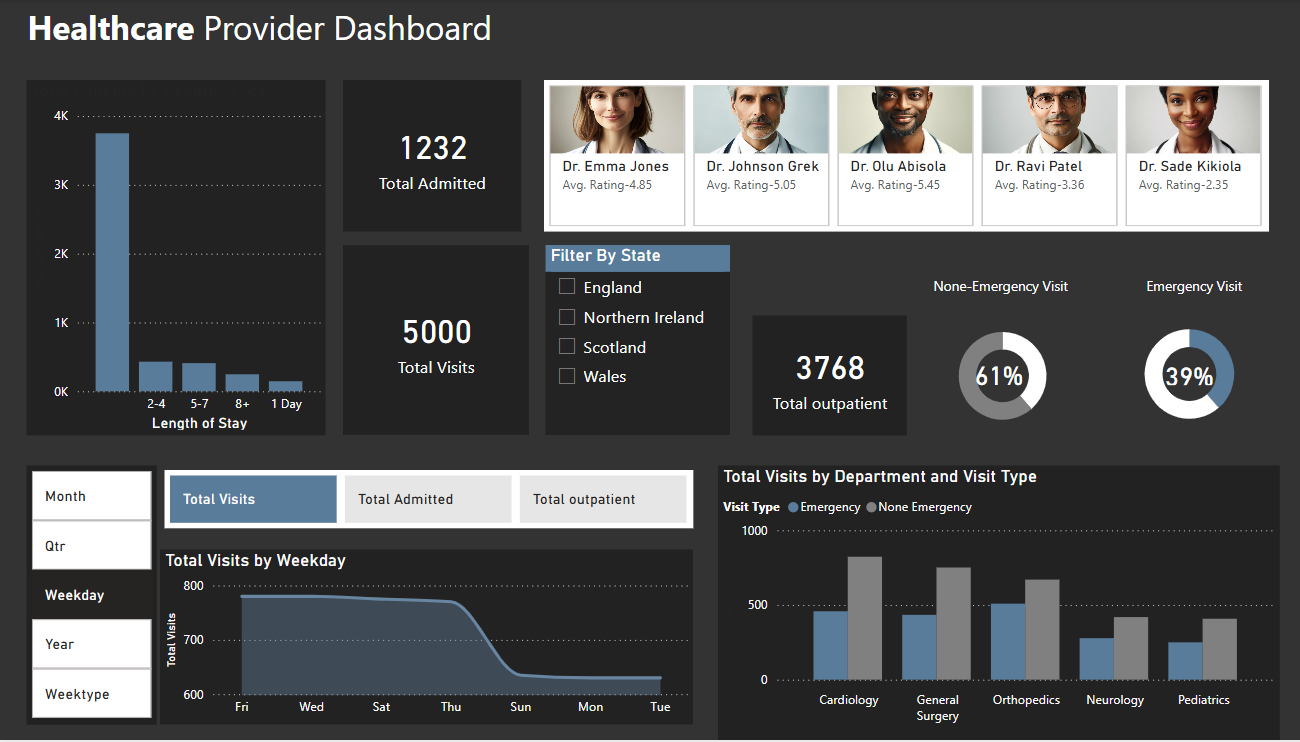 Healthcare Provider Dashboard
4K
3K
2K
1K
0K
2-4 5-7 8+ 1 Day
Length of Stay
1232
Total Admitted
Dr. Emma Jones
Avg. Rating-4.85
Dr. Johnson Grek
Avg. Rating-5.05
Dr. Olu Abisola
Avg. Rating-5.45
Dr. Ravi Patel
Avg. Rating-3.36
Dr. Sade Kikiola
Avg. Rating-2.35
5000
Total Visits
Filter By State
England
Northern Ireland
Scotland
Wales
3768
Total outpatient
None-Emergency Visit
61%
Emergency Visit
39%
Month
Qtr
Weekday
Year
Weektype
Total Visits
Total Admitted
Total outpatient
Total Visits by Weekday
Total Visits
800
700
600
Fri Wed Sat Thu Sun Mon Tue
Total Visits by Department and Visit Type
Visit Type Emergency None Emergency
1000
500
0
Cardiology
General
Surgery
Orthopedics
Neurology
Pediatrics